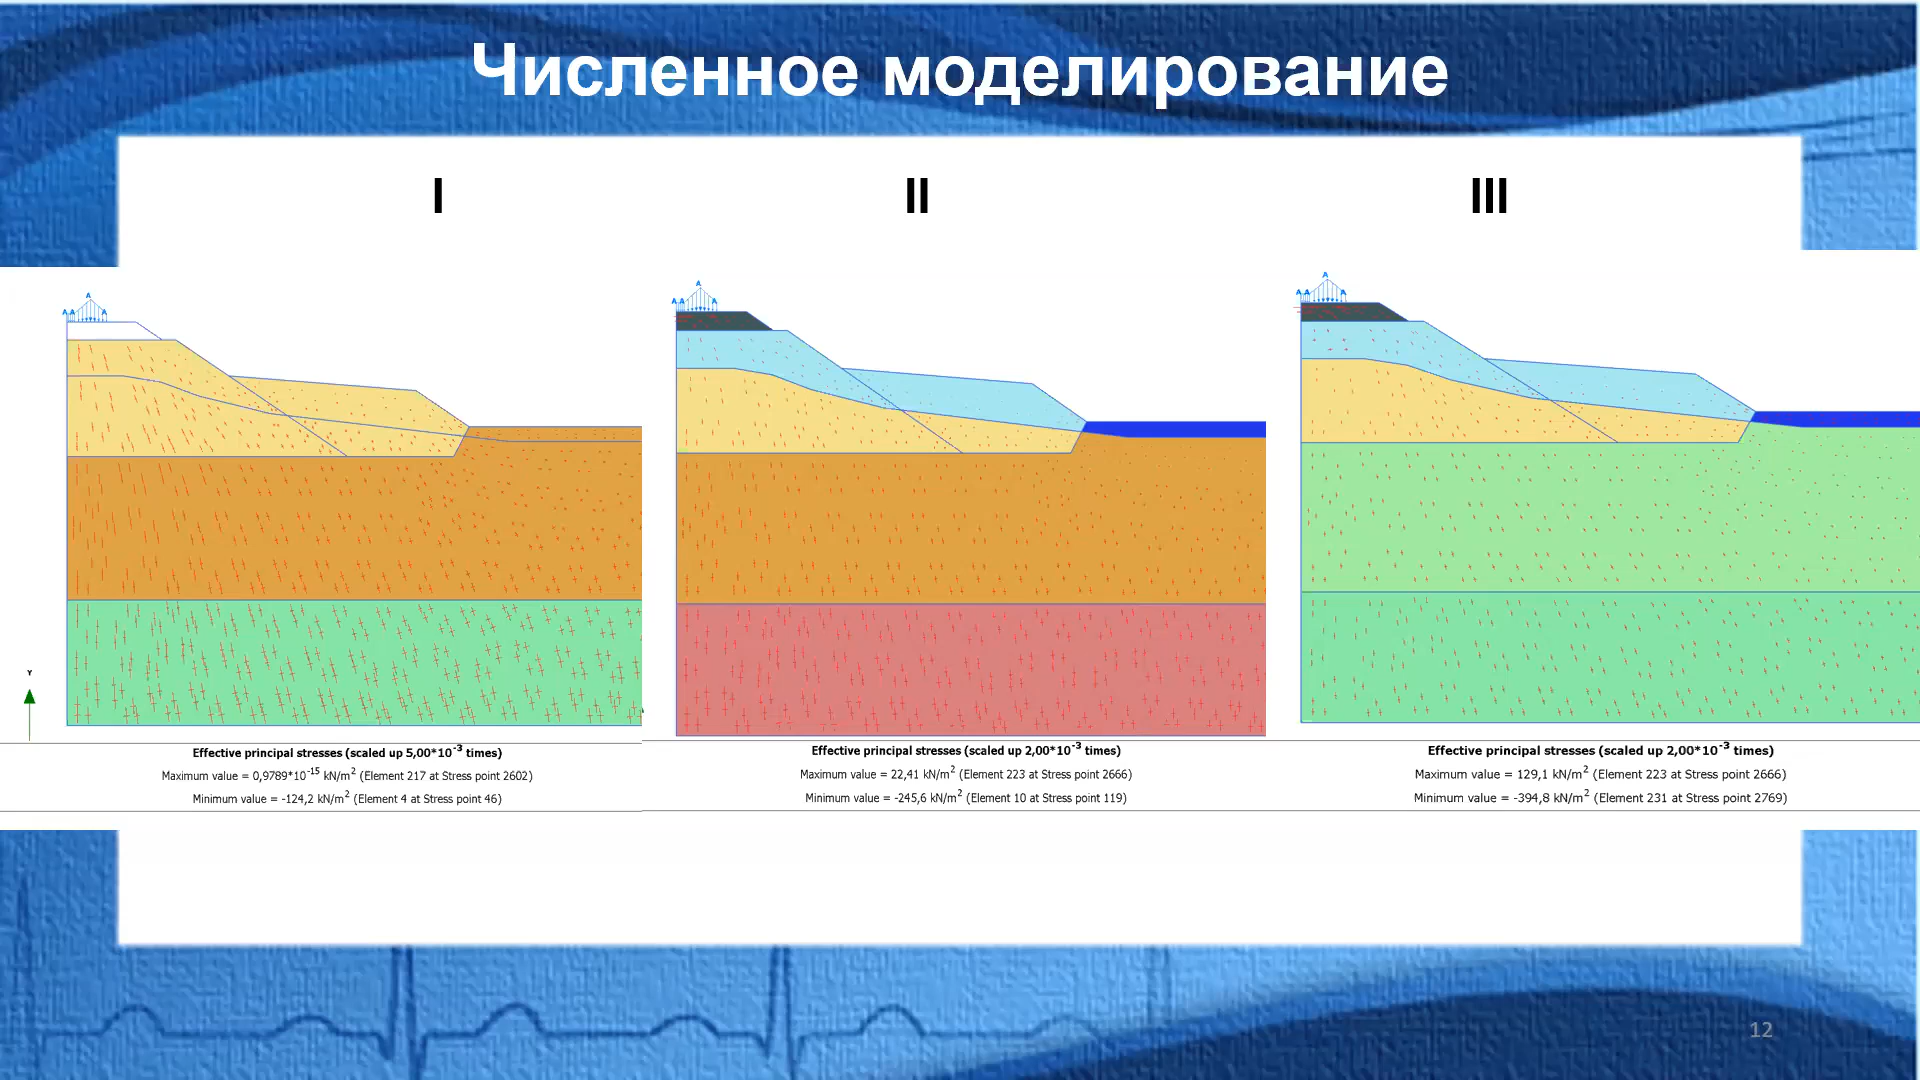 Численное моделирование
I
II
III
A
A A
A
A
A A
A
A
A A
A
Y
Effective principal stresses (scaled up 5,00*10⁻³ times)
Maximum value = 0,9789*10⁻¹⁵ kN/m² (Element 217 at Stress point 2602)
Minimum value = -124,2 kN/m² (Element 4 at Stress point 46)
Effective principal stresses (scaled up 2,00*10⁻³ times)
Maximum value = 22,41 kN/m² (Element 223 at Stress point 2666)
Minimum value = -245,6 kN/m² (Element 10 at Stress point 119)
Effective principal stresses (scaled up 2,00*10⁻³ times)
Maximum value = 129,1 kN/m² (Element 223 at Stress point 2666)
Minimum value = -394,8 kN/m² (Element 231 at Stress point 2769)
12